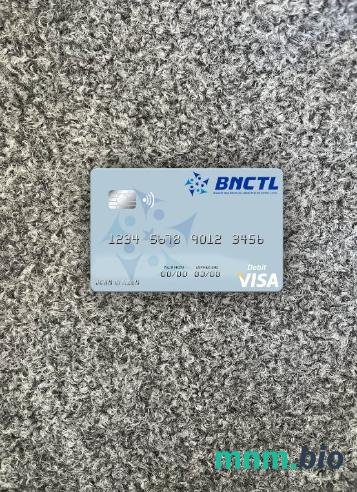 BNCTL
1234 5678 9012 3456
00/00 00/00
Debit
VISA
mnm.bio